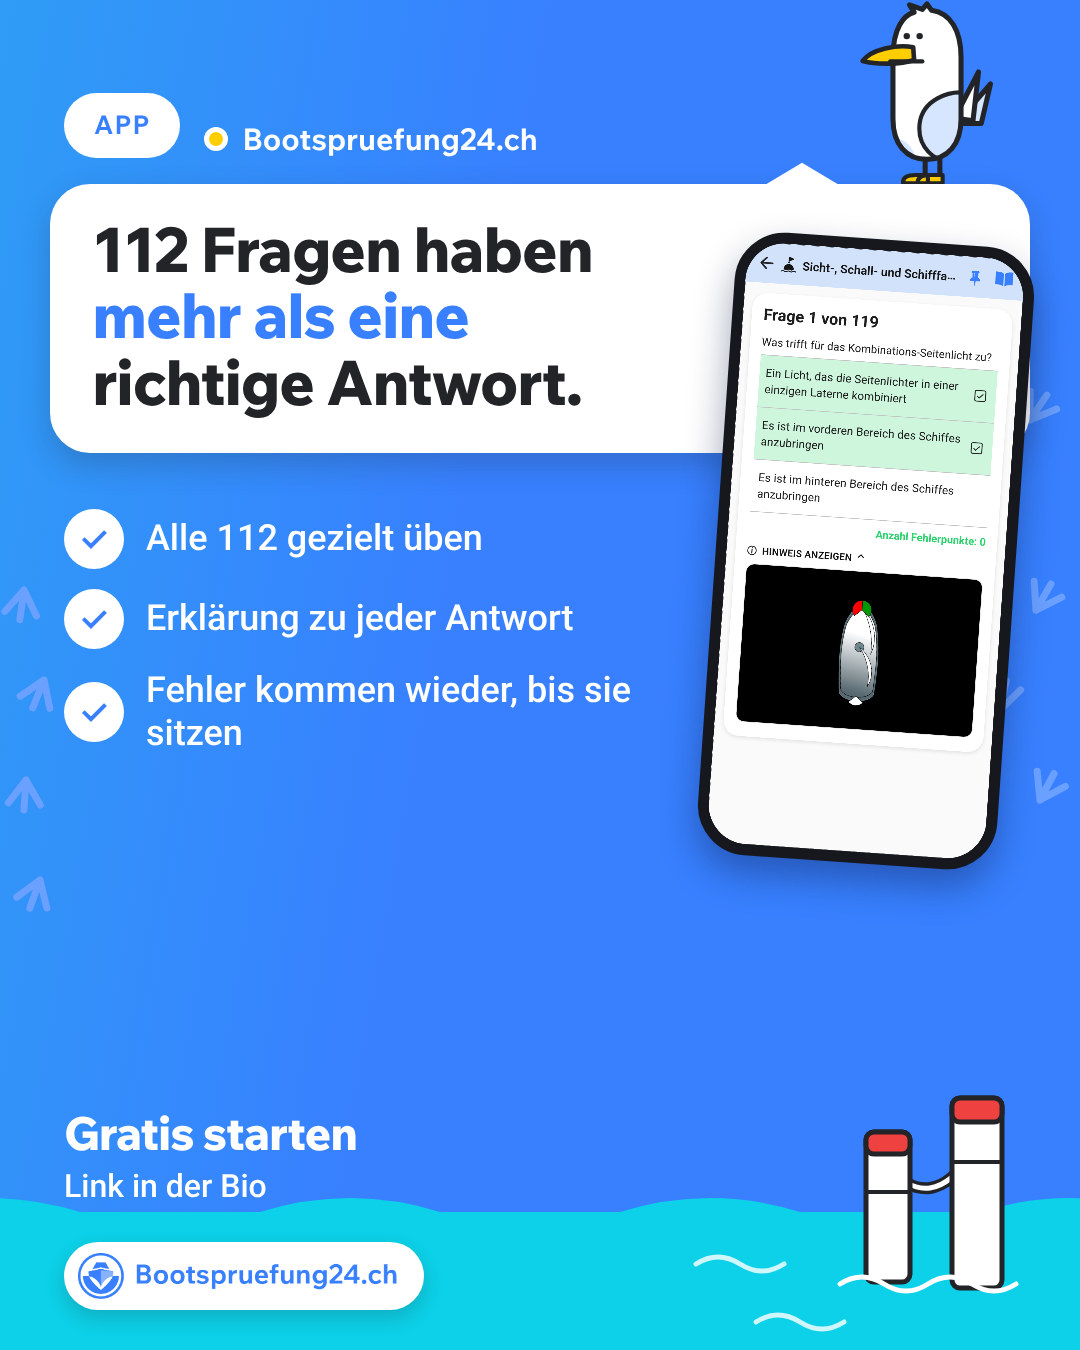 APP
Bootspruefung24.ch
112 Fragen haben
mehr als eine
richtige Antwort.
Sicht-, Schall- und Schifffa...
Frage 1 von 119
Was trifft für das Kombinations-Seitenlicht zu?
Ein Licht, das die Seitenlichter in einer
einzigen Laterne kombiniert
Es ist im vorderen Bereich des Schiffes
anzubringen
Es ist im hinteren Bereich des Schiffes
anzubringen
Anzahl Fehlerpunkte: 0
HINWEIS ANZEIGEN
Alle 112 gezielt üben
Erklärung zu jeder Antwort
Fehler kommen wieder, bis sie
sitzen
Gratis starten
Link in der Bio
Bootspruefung24.ch